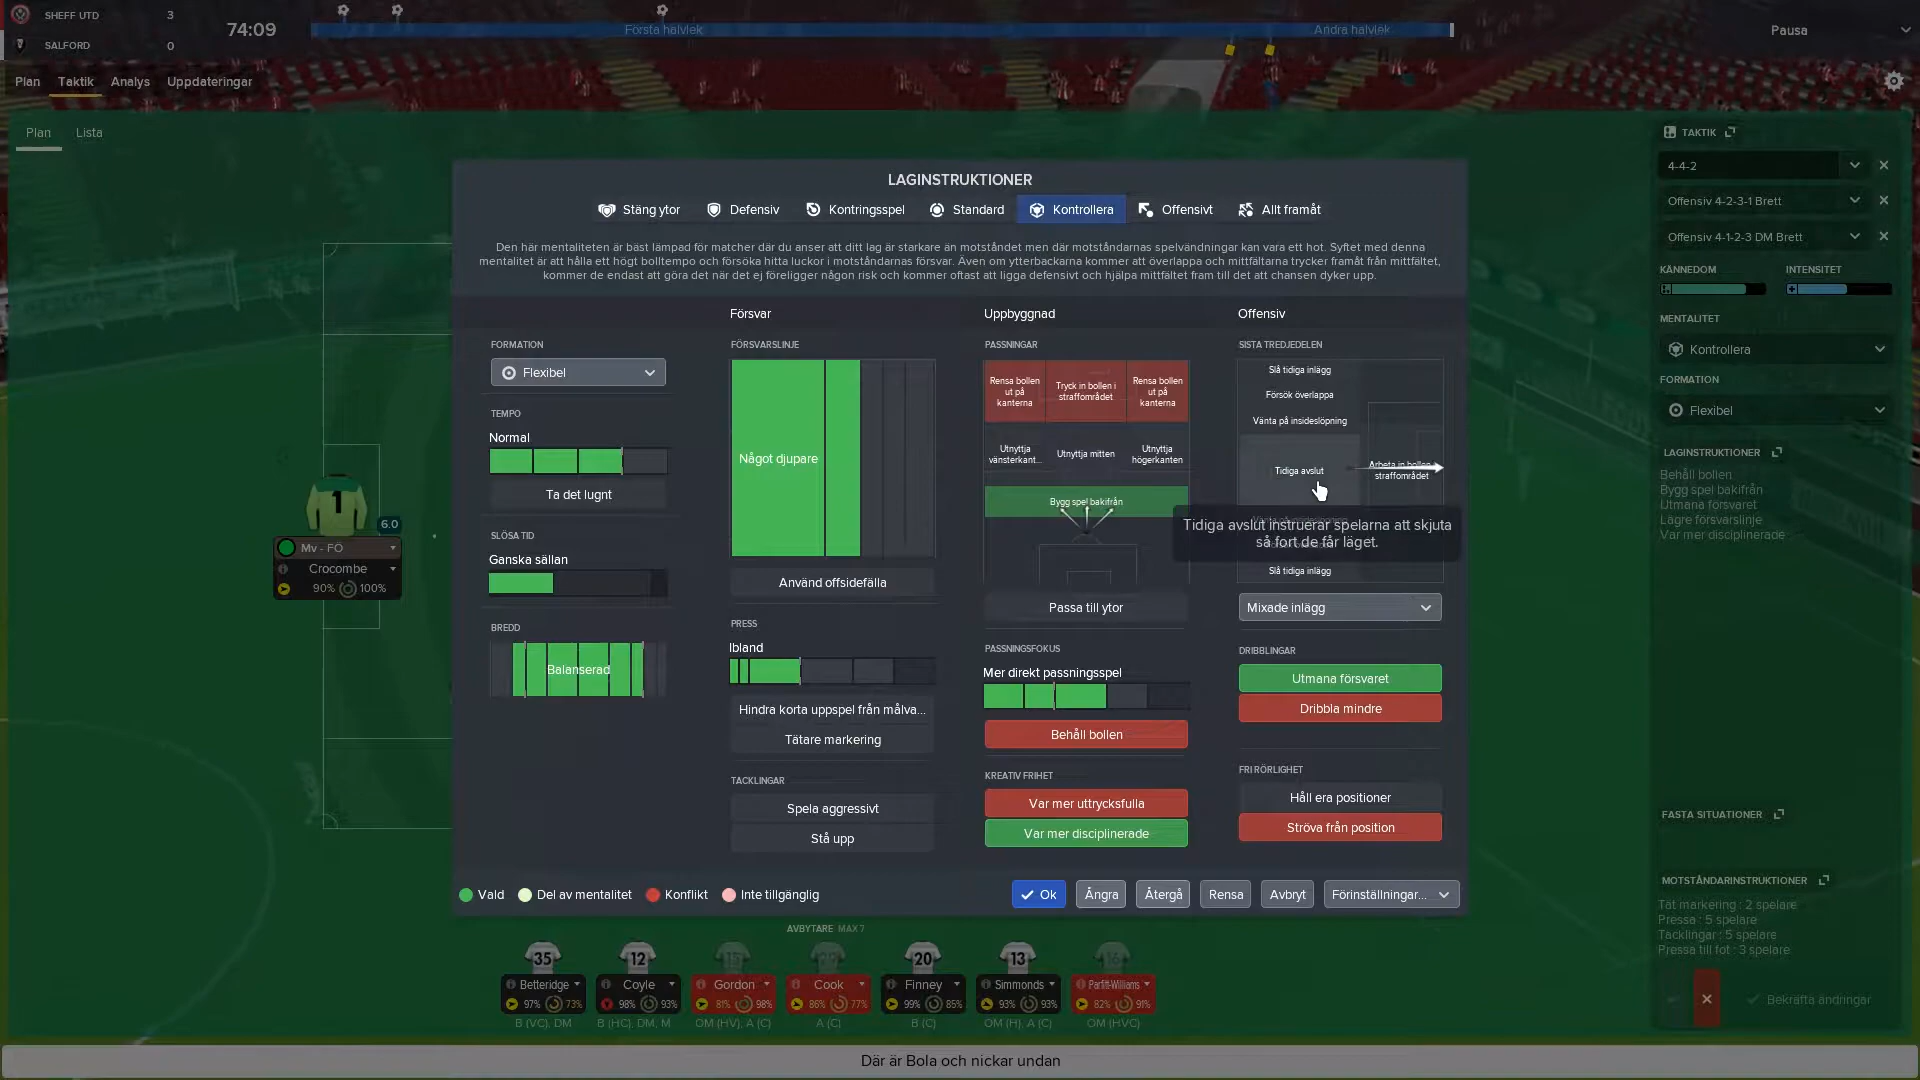 SHEFF UTD 3
SALFORD 0
74:09
Första halvlek
Andra halvlek
Pausa
Plan Taktik Analys Uppdateringar
Plan Lista
1
6.0
Mv - FÖ
Crocombe
90% 100%
LAGINSTRUKTIONER
Stäng ytor Defensiv Kontringsspel Standard Kontrollera Offensivt Allt framåt
Den här mentaliteten är bäst lämpad för matcher där du anser att ditt lag är starkare än motståndet men där motståndarnas spelvändningar kan vara ett hot. Syftet med denna
mentalitet är att hålla ett högt bolltempo och försöka hitta luckor i motståndarnas försvar. Även om ytterbackarna kommer att överlappa och mittfältarna trycker framåt från mittfältet,
kommer de endast att göra det när det ej föreligger någon risk och kommer oftast att ligga defensivt och hjälpa mittfältet fram till det att chansen dyker upp.
FORMATION
Flexibel
TEMPO
Normal
Ta det lugnt
SLÖSA TID
Ganska sällan
BREDD
Balanserad
Försvar
FÖRSVARSLINJE
Något djupare
Använd offsidefälla
PRESS
Ibland
Hindra korta uppspel från målva...
Tätare markering
TACKLINGAR
Spela aggressivt
Stå upp
Uppbyggnad
PASSNINGAR
Rensa bollen ut på kanterna
Tryck in bollen i straffområdet
Rensa bollen ut på kanterna
Utnyttja vänsterkant...
Utnyttja mitten
Utnyttja högerkanten
Bygg spel bakifrån
Passa till ytor
PASSNINGSFOKUS
Mer direkt passningsspel
Behåll bollen
KREATIV FRIHET
Var mer uttrycksfulla
Var mer disciplinerade
Offensiv
SISTA TREDJEDELEN
Slå tidiga inlägg
Försök överlappa
Vänta på insideslöpning
Tidiga avslut
Arbeta in bollen i straffområdet
Tidiga avslut instruerar spelarna att skjuta
så fort de får läget.
Slå tidiga inlägg
Mixade inlägg
DRIBBLINGAR
Utmana försvaret
Dribbla mindre
FRI RÖRLIGHET
Håll era positioner
Ströva från position
Vald Del av mentalitet Konflikt Inte tillgänglig
Ok Ångra Återgå Rensa Avbryt Förinställningar...
TAKTIK
4-4-2
Offensiv 4-2-3-1 Brett
Offensiv 4-1-2-3 DM Brett
KÄNNEDOM INTENSITET
MENTALITET
Kontrollera
FORMATION
Flexibel
LAGINSTRUKTIONER
Behåll bollen
Bygg spel bakifrån
Utmana försvaret
Lägre försvarslinje
Var mer disciplinerade
FASTA SITUATIONER
MOTSTÅNDARINSTRUKTIONER
Tät markering : 2 spelare
Pressa : 5 spelare
Tacklingar : 5 spelare
Pressa till fot : 3 spelare
Bekräfta ändringar
AVBYTARE MAX 7
35 12 15 29 20 13 16
Betteridge Coyle Gordon Cook Finney Simmonds Parfitt-Williams
97% 73% 98% 93% 81% 98% 86% 77% 99% 85% 93% 93% 82% 91%
B (VC), DM B (HC), DM, M OM (HV), A (C) A (C) B (C) OM (H), A (C) OM (HVC)
Där är Bola och nickar undan